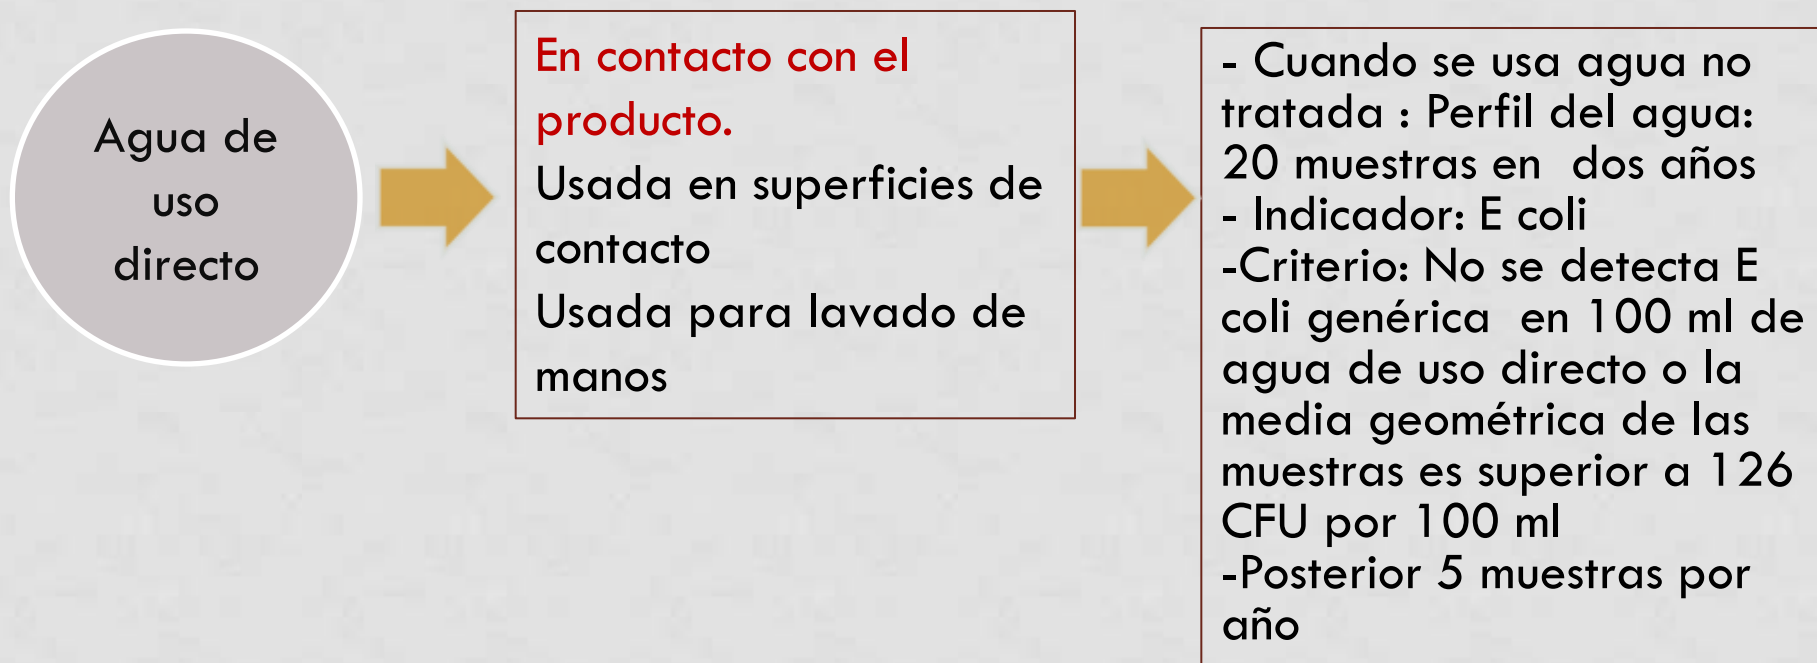 Agua de
uso
directo
En contacto con el
producto.
Usada en superficies de
contacto
Usada para lavado de
manos
- Cuando se usa agua no
tratada : Perfil del agua:
20 muestras en dos años
- Indicador: E coli
-Criterio: No se detecta E
coli genérica en 100 ml de
agua de uso directo o la
media geométrica de las
muestras es superior a 126
CFU por 100 ml
-Posterior 5 muestras por
año